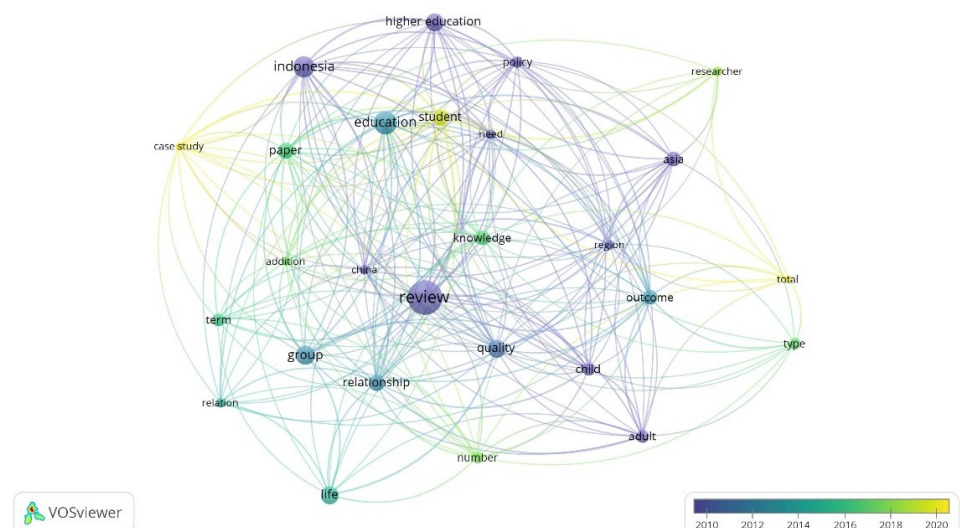 higher education
indonesia
policy
researcher
education
student
need
case study
paper
asia
knowledge
region
addition
china
total
review
outcome
term
type
group
quality
relationship
child
relation
adult
number
life
VOSviewer
2010 2012 2014 2016 2018 2020